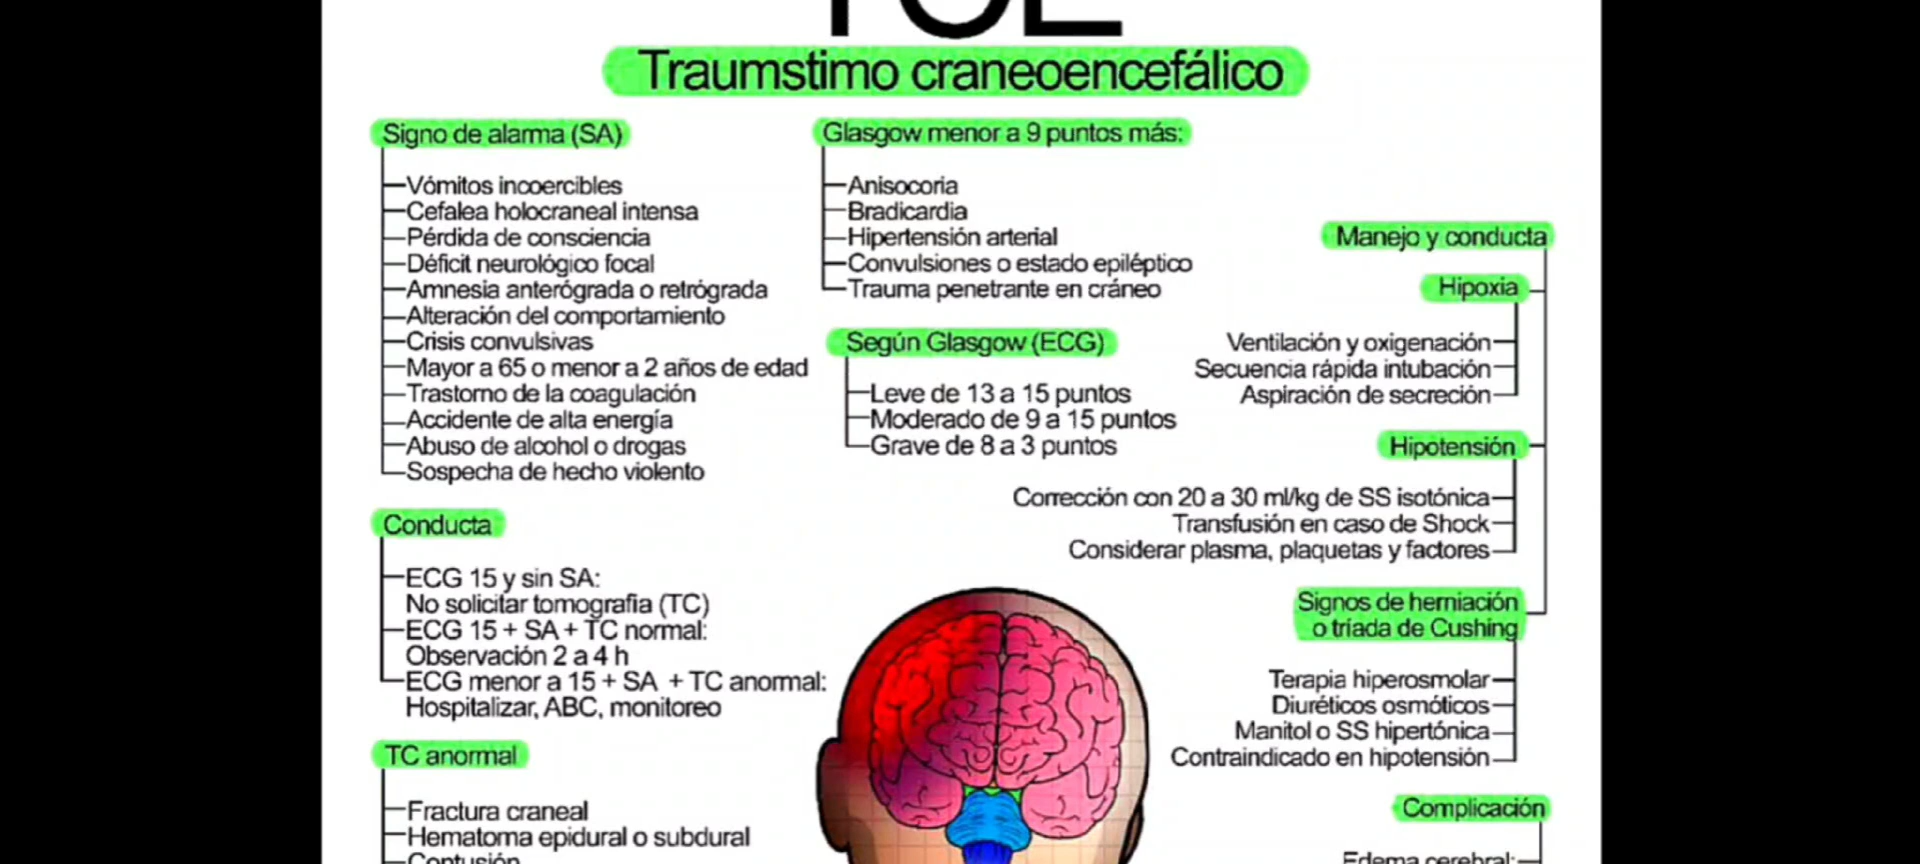 TCE
Traumstimo craneoencefálico
Signo de alarma (SA)
Vómitos incoercibles
Cefalea holocraneal intensa
Pérdida de consciencia
Déficit neurológico focal
Amnesia anterógrada o retrógrada
Alteración del comportamiento
Crisis convulsivas
Mayor a 65 o menor a 2 años de edad
Trastorno de la coagulación
Accidente de alta energía
Abuso de alcohol o drogas
Sospecha de hecho violento
Conducta
ECG 15 y sin SA:
No solicitar tomografia (TC)
ECG 15 + SA + TC normal:
Observación 2 a 4 h
ECG menor a 15 + SA + TC anormal:
Hospitalizar, ABC, monitoreo
TC anormal
Fractura craneal
Hematoma epidural o subdural
Contusión
Glasgow menor a 9 puntos más:
Anisocoria
Bradicardia
Hipertensión arterial
Convulsiones o estado epiléptico
Trauma penetrante en cráneo
Según Glasgow (ECG)
Leve de 13 a 15 puntos
Moderado de 9 a 15 puntos
Grave de 8 a 3 puntos
Manejo y conducta
Hipoxia
Ventilación y oxigenación
Secuencia rápida intubación
Aspiración de secreción
Hipotensión
Corrección con 20 a 30 ml/kg de SS isotónica
Transfusión en caso de Shock
Considerar plasma, plaquetas y factores
Signos de herniación
o tríada de Cushing
Terapia hiperosmolar
Diuréticos osmóticos
Manitol o SS hipertónica
Contraindicado en hipotensión
Complicación
Edema cerebral: